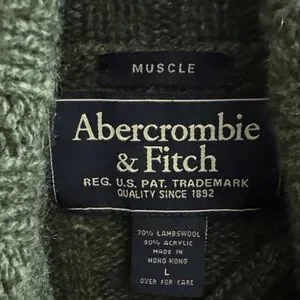 MUSCLE
Abercrombie
& Fitch
REG. U.S. PAT. TRADEMARK
QUALITY SINCE 1892
70% LAMBSWOOL
30% ACRYLIC
MADE IN
HONG KONG
L
OVER FOR CARE